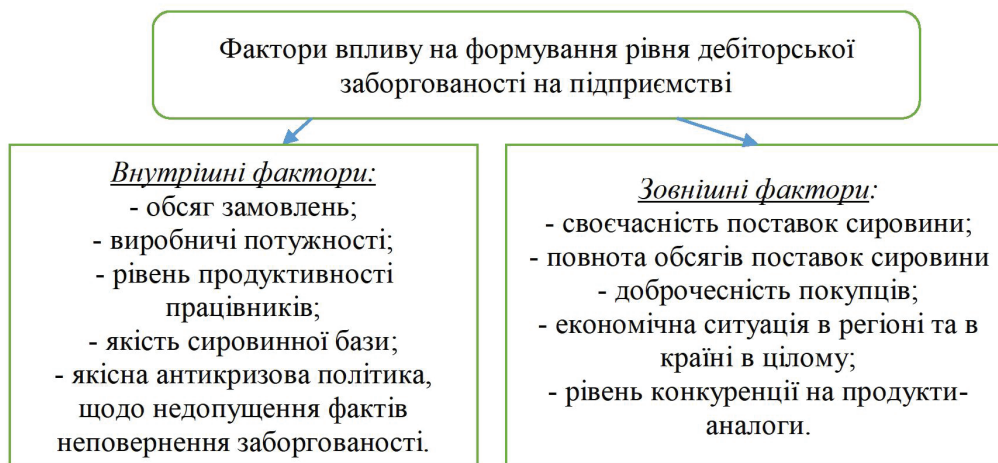 Фактори впливу на формування рівня дебіторської
заборгованості на підприємстві
Внутрішні фактори:
- обсяг замовлень;
- виробничі потужності;
- рівень продуктивності
працівників;
- якість сировинної бази;
- якісна антикризова політика,
щодо недопущення фактів
неповернення заборгованості.
Зовнішні фактори:
- своєчасність поставок сировини;
- повнота обсягів поставок сировини
- доброчесність покупців;
- економічна ситуація в регіоні та в
країні в цілому;
- рівень конкуренції на продукти-
аналоги.